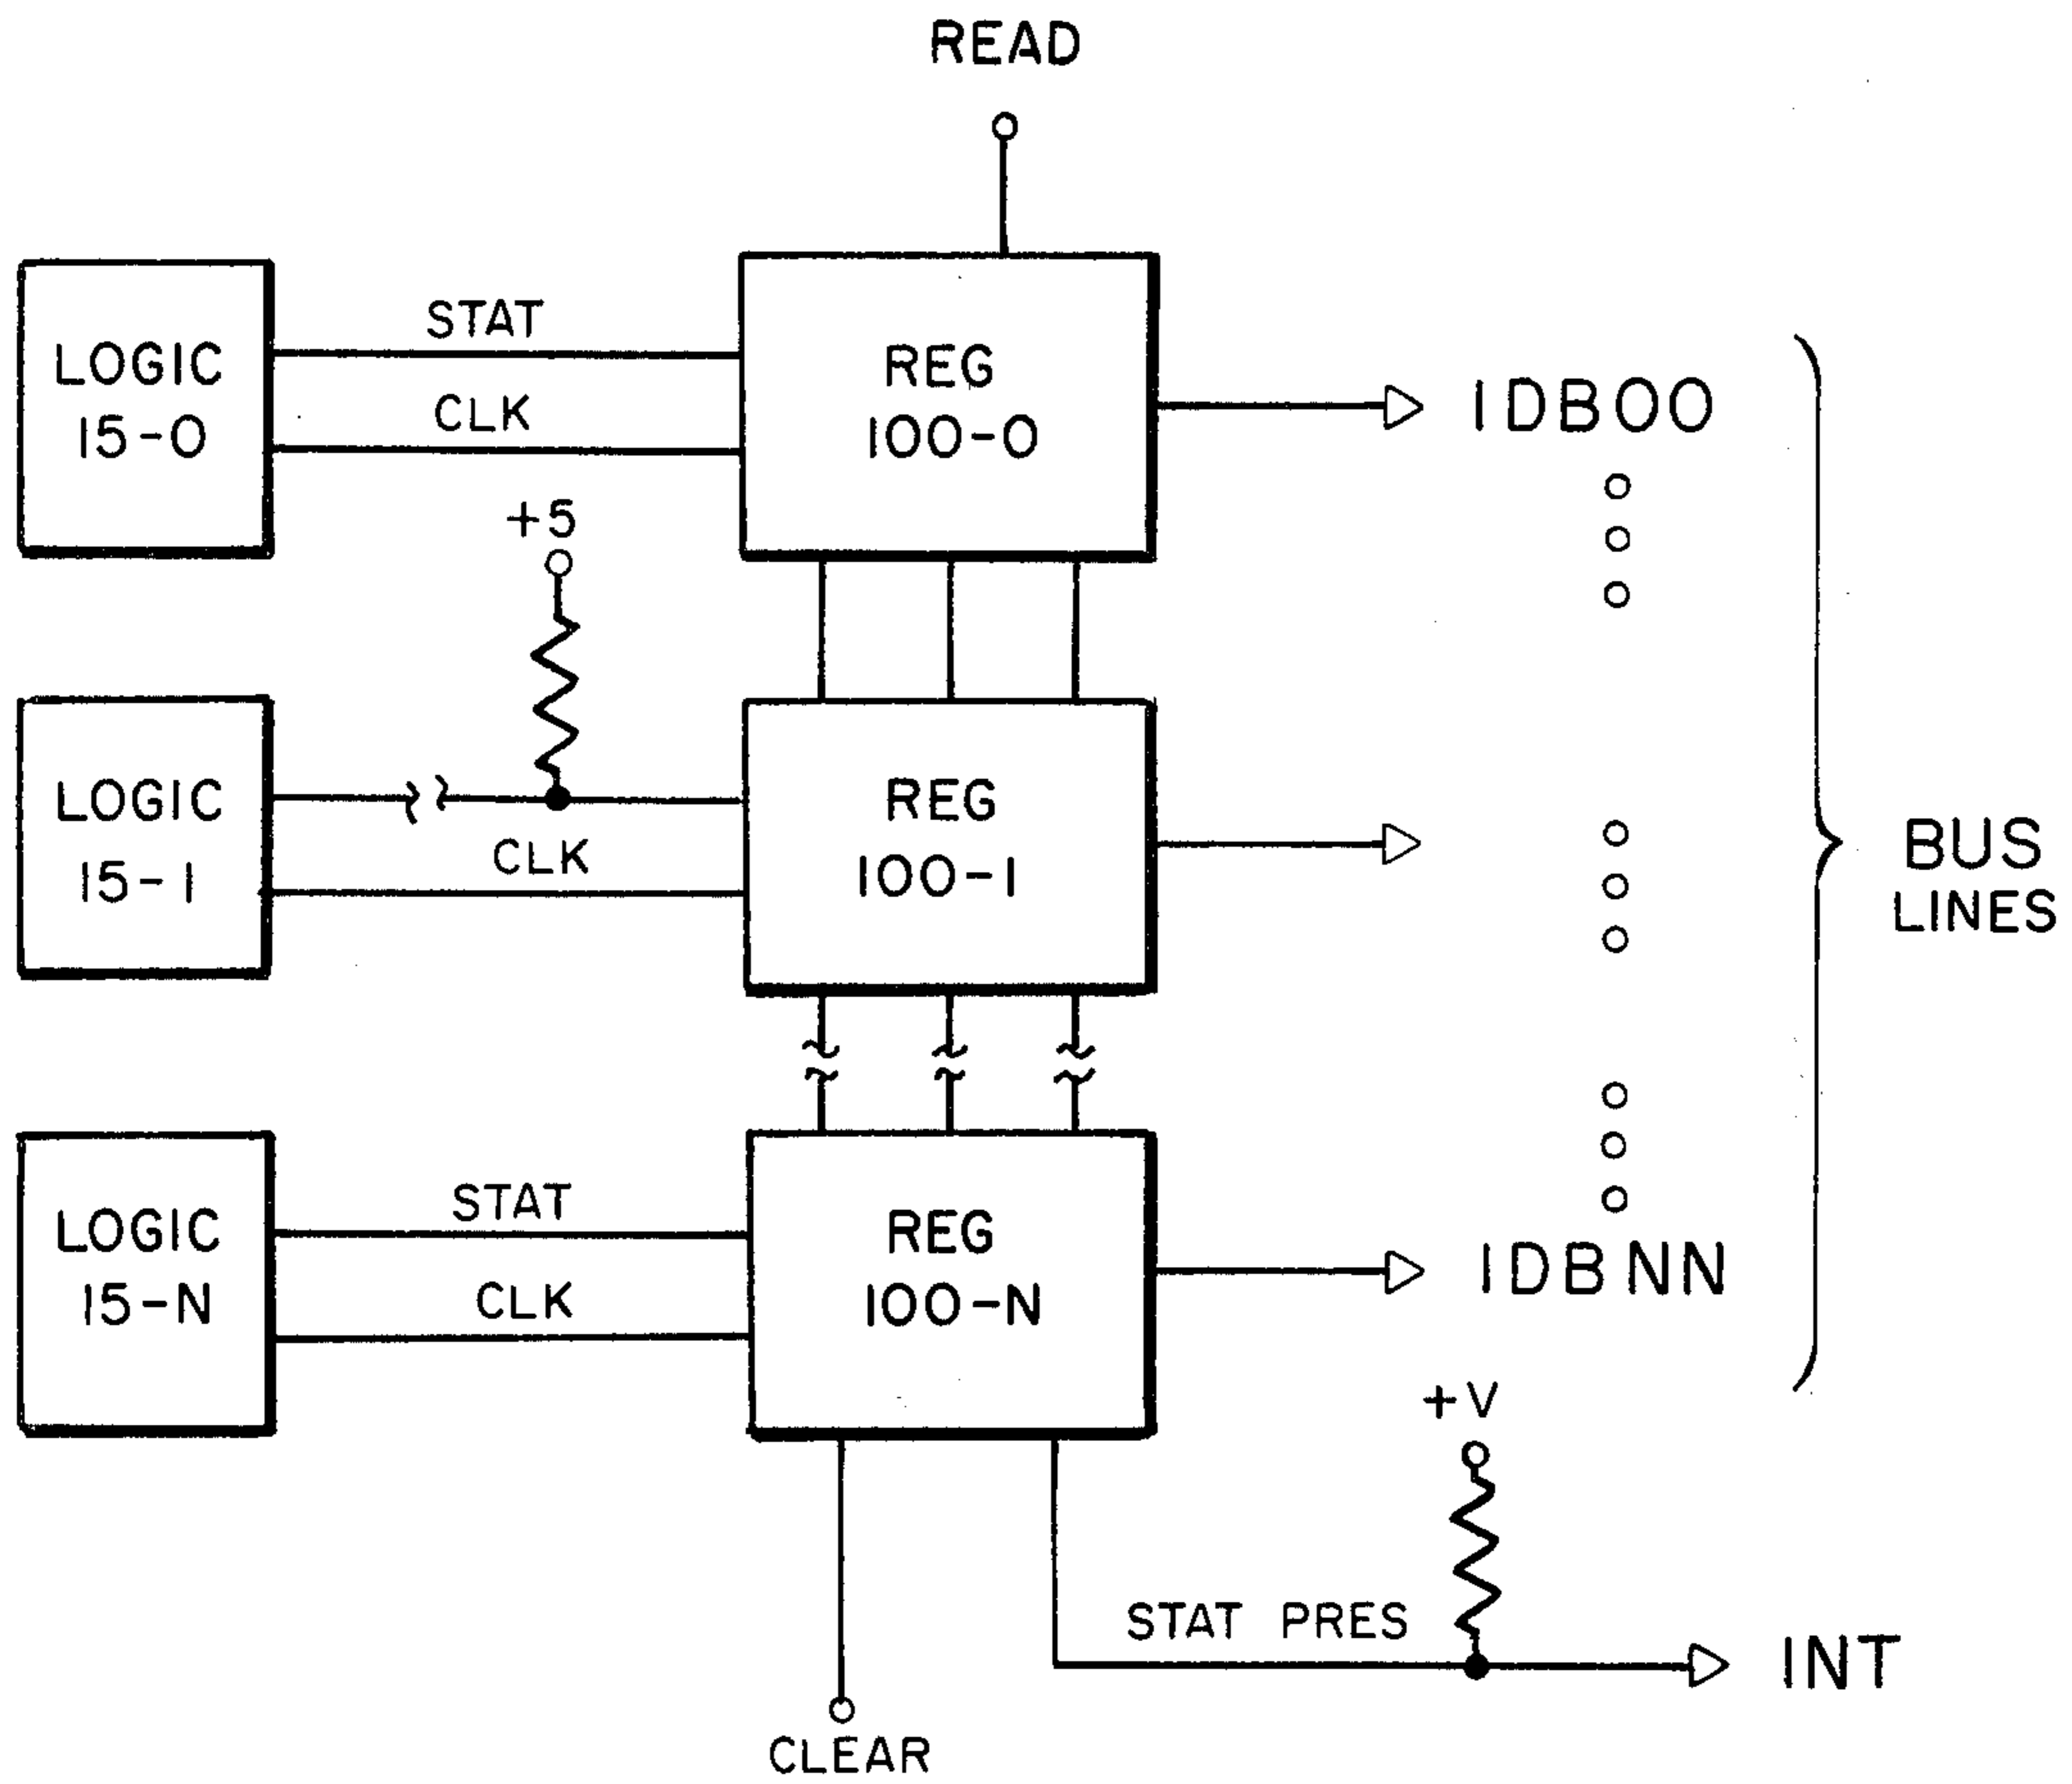 READ
LOGIC
15-0
STAT
CLK
REG
100-0
IDB00
+5
LOGIC
15-1
CLK
REG
100-1
BUS
LINES
LOGIC
15-N
STAT
CLK
REG
100-N
IDBNN
+V
STAT PRES
INT
CLEAR